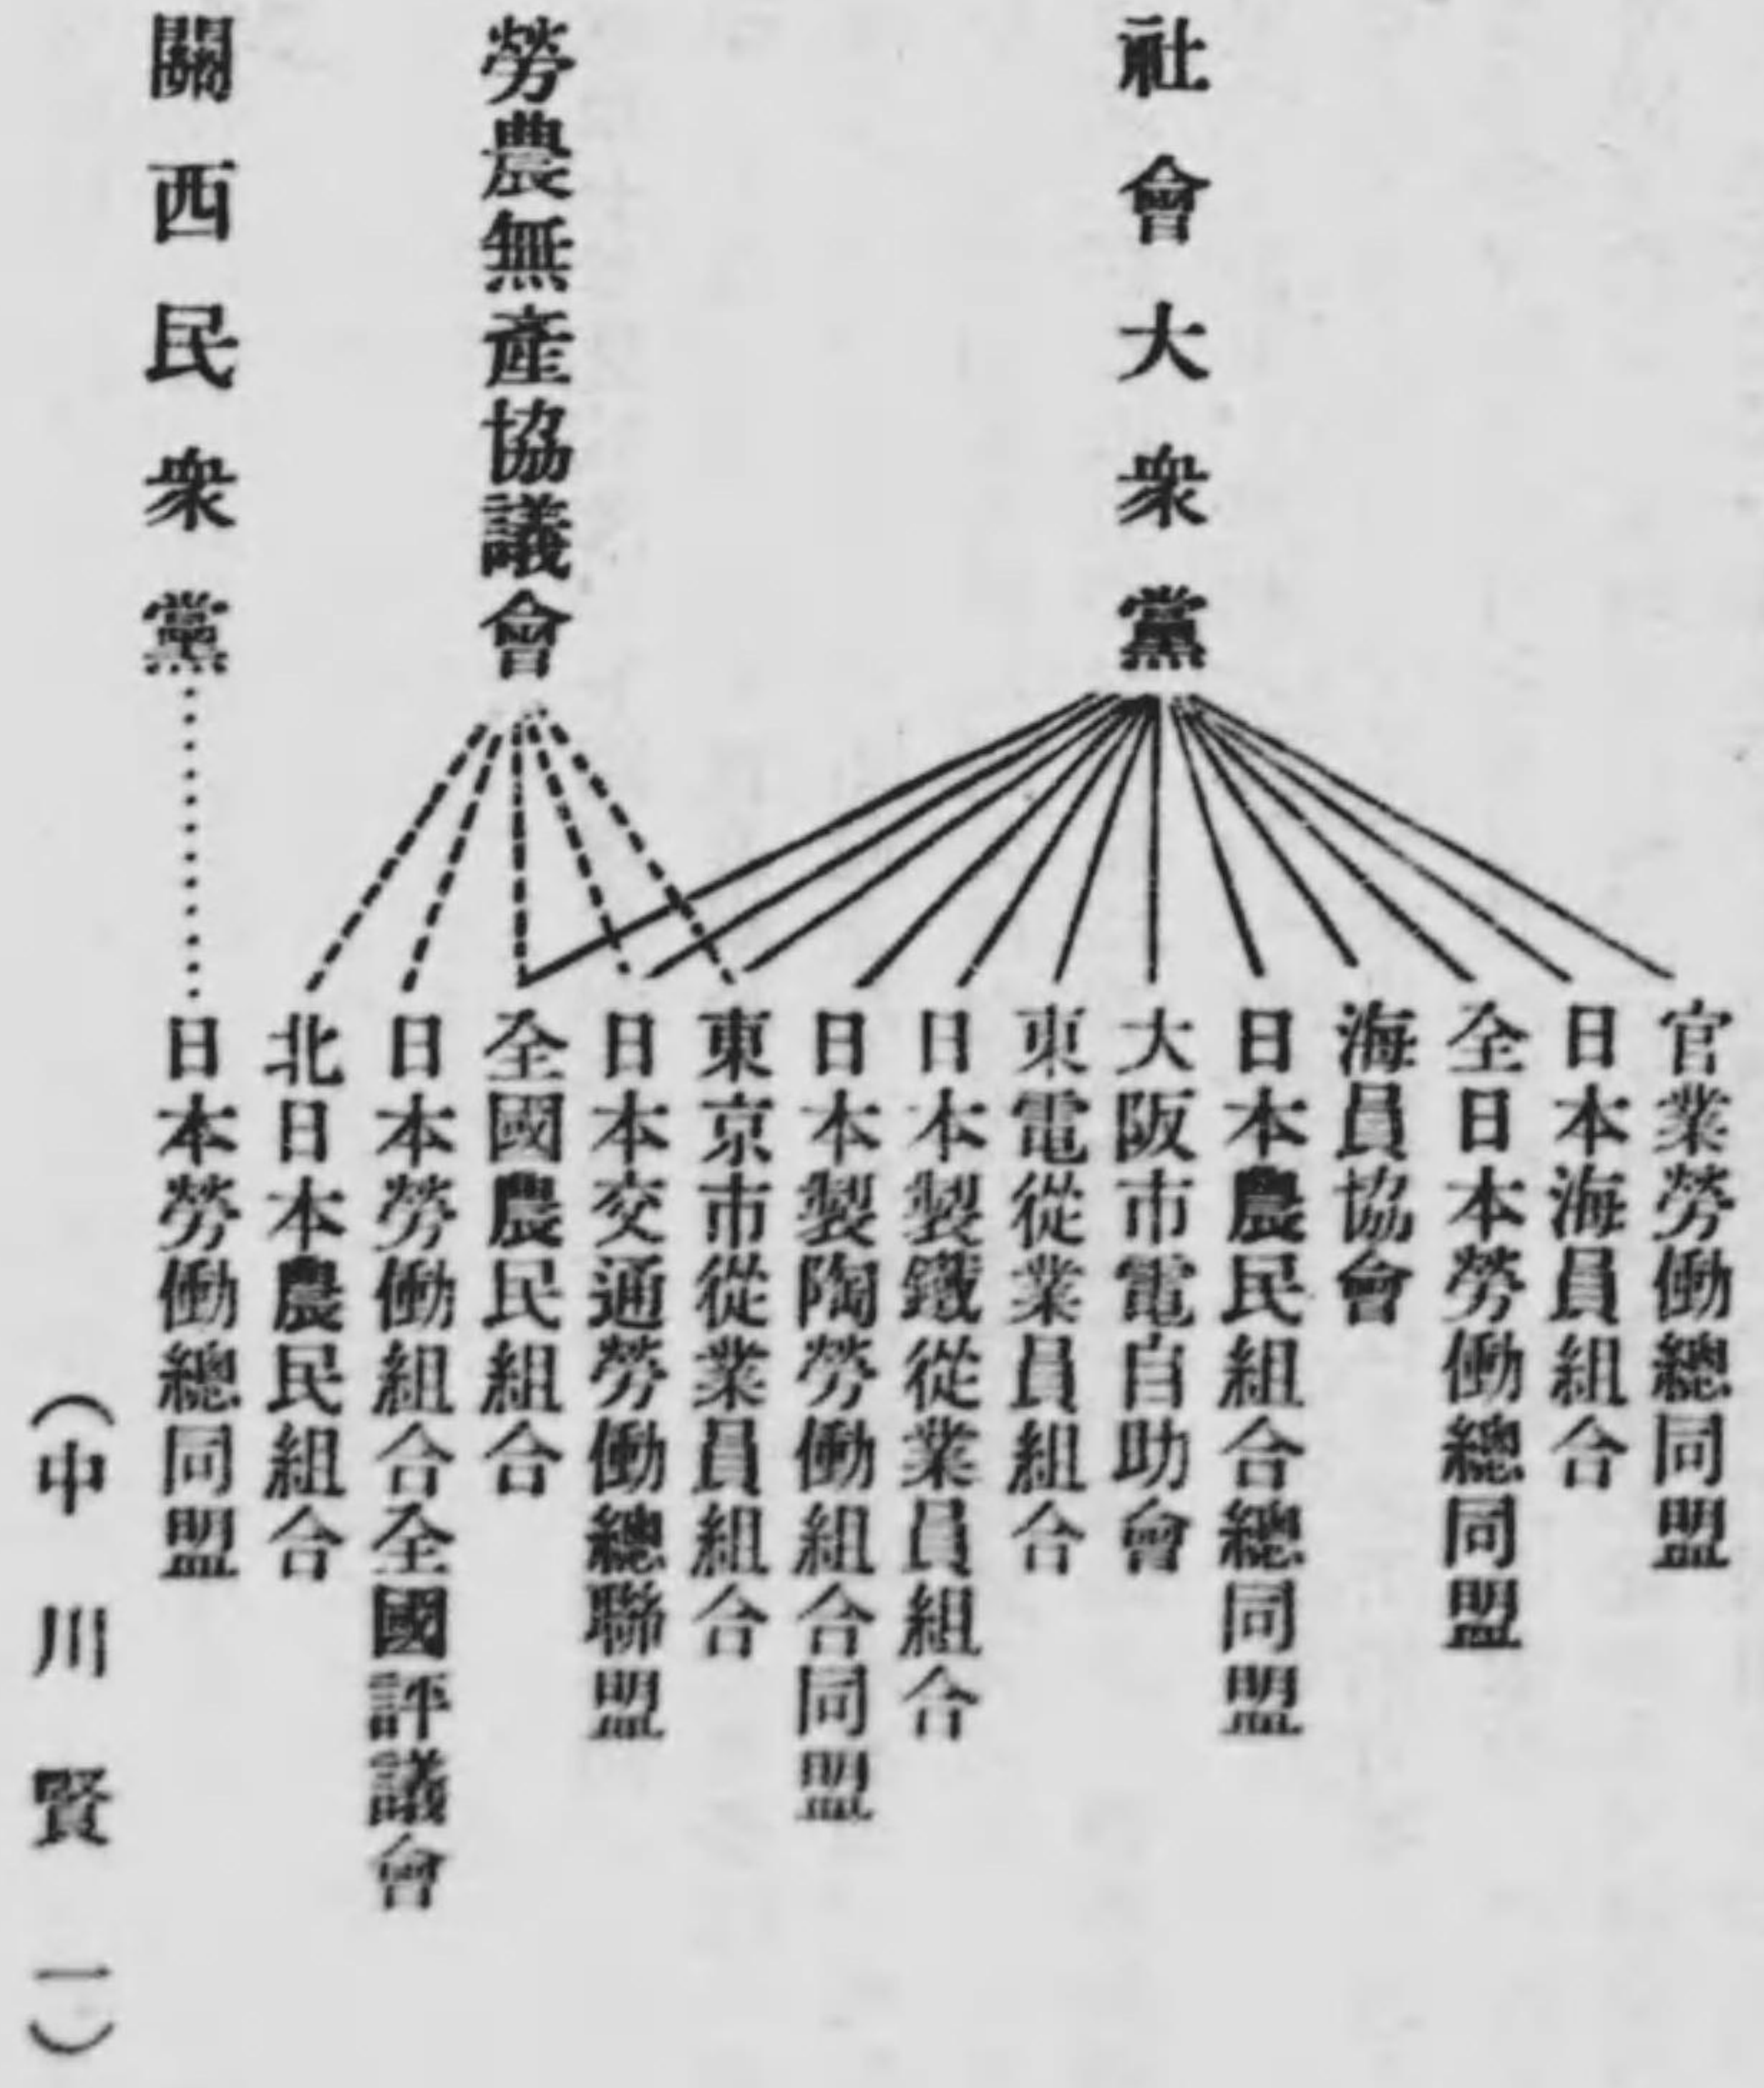 社會大衆黨
官業勞働總同盟
日本海員組合
全日本勞働總同盟
海員協會
日本農民組合總同盟
大阪市電自助會
東電從業員組合
日本製鐵從業員組合
日本製陶勞働組合同盟
東京市從業員組合
日本交通勞働總聯盟
全國農民組合
勞農無產協議會
日本勞働組合全國評議會
北日本農民組合
關西民衆黨
日本勞働總同盟
（中川賢一）